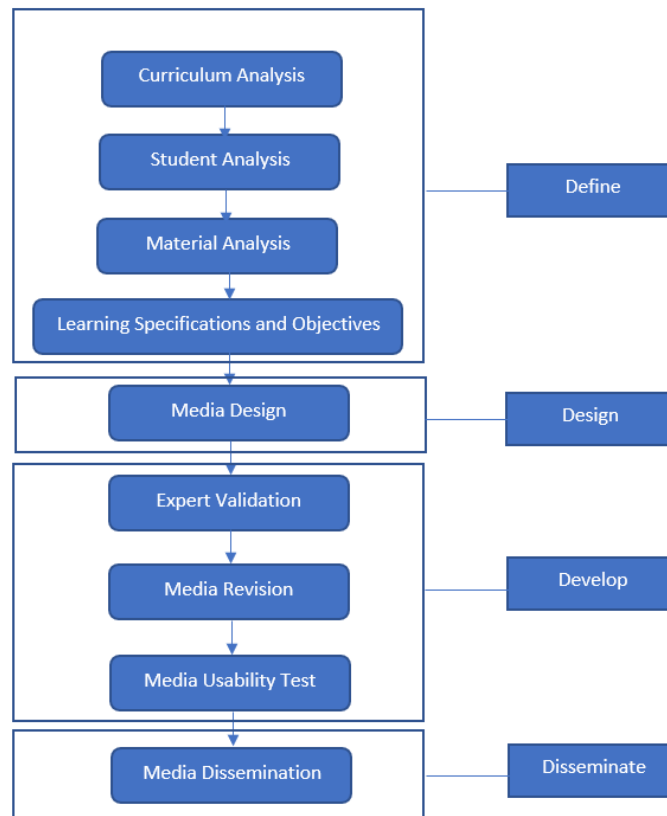 Curriculum Analysis
Student Analysis
Define
Material Analysis
Learning Specifications and Objectives
Media Design
Design
Expert Validation
Media Revision
Develop
Media Usability Test
Media Dissemination
Disseminate